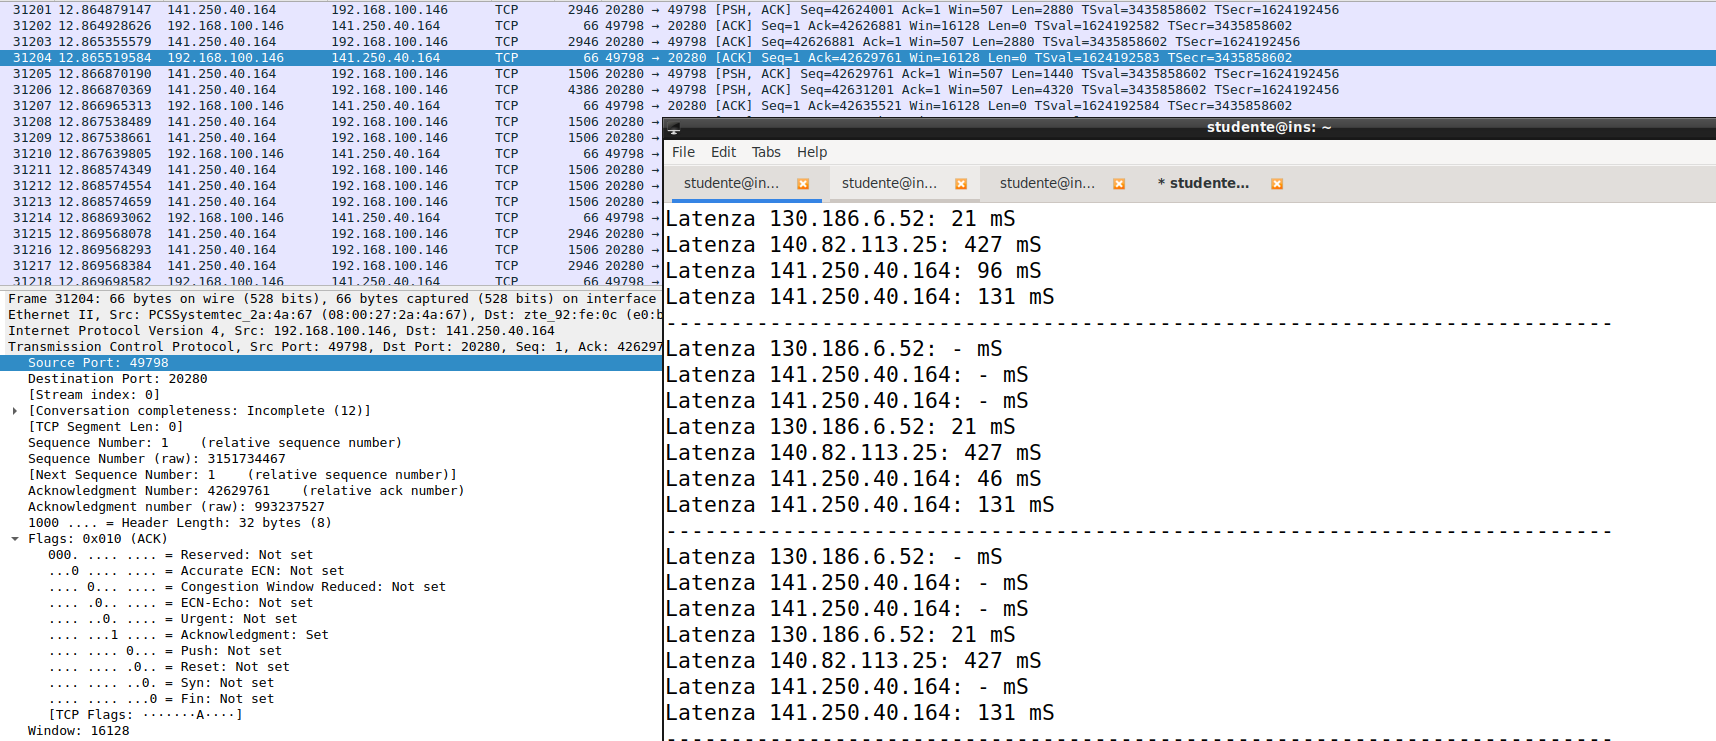 31201 12.864879147 141.250.40.164 192.168.100.146 TCP 2946 20280 → 49798 [PSH, ACK] Seq=42624001 Ack=1 Win=507 Len=2880 TSval=3435858602 TSecr=1624192456
31202 12.864928626 192.168.100.146 141.250.40.164 TCP 66 49798 → 20280 [ACK] Seq=1 Ack=42626881 Win=16128 Len=0 TSval=1624192582 TSecr=3435858602
31203 12.865355579 141.250.40.164 192.168.100.146 TCP 2946 20280 → 49798 [ACK] Seq=42626881 Ack=1 Win=507 Len=2880 TSval=3435858602 TSecr=1624192456
31204 12.865519584 192.168.100.146 141.250.40.164 TCP 66 49798 → 20280 [ACK] Seq=1 Ack=42629761 Win=16128 Len=0 TSval=1624192583 TSecr=3435858602
31205 12.866870190 141.250.40.164 192.168.100.146 TCP 1506 20280 → 49798 [PSH, ACK] Seq=42629761 Ack=1 Win=507 Len=1440 TSval=3435858602 TSecr=1624192456
31206 12.866870369 141.250.40.164 192.168.100.146 TCP 4386 20280 → 49798 [PSH, ACK] Seq=42631201 Ack=1 Win=507 Len=4320 TSval=3435858602 TSecr=1624192456
31207 12.866965313 192.168.100.146 141.250.40.164 TCP 66 49798 → 20280 [ACK] Seq=1 Ack=42635521 Win=16128 Len=0 TSval=1624192584 TSecr=3435858602
31208 12.867538489 141.250.40.164 192.168.100.146 TCP 1506 20280 →
31209 12.867538661 141.250.40.164 192.168.100.146 TCP 1506 20280 →
31210 12.867639805 192.168.100.146 141.250.40.164 TCP 66 49798 →
31211 12.868574349 141.250.40.164 192.168.100.146 TCP 1506 20280 →
31212 12.868574554 141.250.40.164 192.168.100.146 TCP 1506 20280 →
31213 12.868574659 141.250.40.164 192.168.100.146 TCP 1506 20280 →
31214 12.868693062 192.168.100.146 141.250.40.164 TCP 66 49798 →
31215 12.869568078 141.250.40.164 192.168.100.146 TCP 2946 20280 →
31216 12.869568293 141.250.40.164 192.168.100.146 TCP 1506 20280 →
31217 12.869568384 141.250.40.164 192.168.100.146 TCP 2946 20280 →
31218 12.869698582 192.168.100.146 141.250.40.164 TCP 66 49798 →
Frame 31204: 66 bytes on wire (528 bits), 66 bytes captured (528 bits) on interface
Ethernet II, Src: PCSSystemtec_2a:4a:67 (08:00:27:2a:4a:67), Dst: zte_92:fe:0c (e0:b
Internet Protocol Version 4, Src: 192.168.100.146, Dst: 141.250.40.164
Transmission Control Protocol, Src Port: 49798, Dst Port: 20280, Seq: 1, Ack: 426297
Source Port: 49798
Destination Port: 20280
[Stream index: 0]
[Conversation completeness: Incomplete (12)]
[TCP Segment Len: 0]
Sequence Number: 1 (relative sequence number)
Sequence Number (raw): 3151734467
[Next Sequence Number: 1 (relative sequence number)]
Acknowledgment Number: 42629761 (relative ack number)
Acknowledgment number (raw): 993237527
1000 .... = Header Length: 32 bytes (8)
Flags: 0x010 (ACK)
000. .... .... = Reserved: Not set
...0 .... .... = Accurate ECN: Not set
.... 0... .... = Congestion Window Reduced: Not set
.... .0.. .... = ECN-Echo: Not set
.... ..0. .... = Urgent: Not set
.... ...1 .... = Acknowledgment: Set
.... .... 0... = Push: Not set
.... .... .0.. = Reset: Not set
.... .... ..0. = Syn: Not set
.... .... ...0 = Fin: Not set
[TCP Flags: ·······A····]
Window: 16128
studente@ins: ~
File Edit Tabs Help
studente@in... studente@in... studente@in... * studente...
Latenza 130.186.6.52: 21 mS
Latenza 140.82.113.25: 427 mS
Latenza 141.250.40.164: 96 mS
Latenza 141.250.40.164: 131 mS
-------------------------------------------------------------------------
Latenza 130.186.6.52: - mS
Latenza 141.250.40.164: - mS
Latenza 141.250.40.164: - mS
Latenza 130.186.6.52: 21 mS
Latenza 140.82.113.25: 427 mS
Latenza 141.250.40.164: 46 mS
Latenza 141.250.40.164: 131 mS
-------------------------------------------------------------------------
Latenza 130.186.6.52: - mS
Latenza 141.250.40.164: - mS
Latenza 141.250.40.164: - mS
Latenza 130.186.6.52: 21 mS
Latenza 140.82.113.25: 427 mS
Latenza 141.250.40.164: - mS
Latenza 141.250.40.164: 131 mS
-------------------------------------------------------------------------